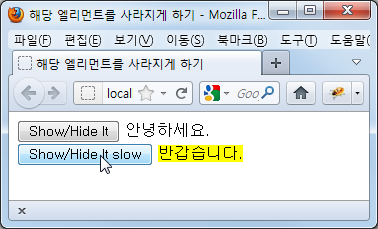 해당 엘리먼트를 사라지게 하기 - Mozilla F...
파일(F) 편집(E) 보기(V) 이동(S) 북마크(B) 도구(T) 도움말
해당 엘리먼트를 사라지게 하기 +
local Goo
Show/Hide It 안녕하세요.
Show/Hide It slow 반갑습니다.
x